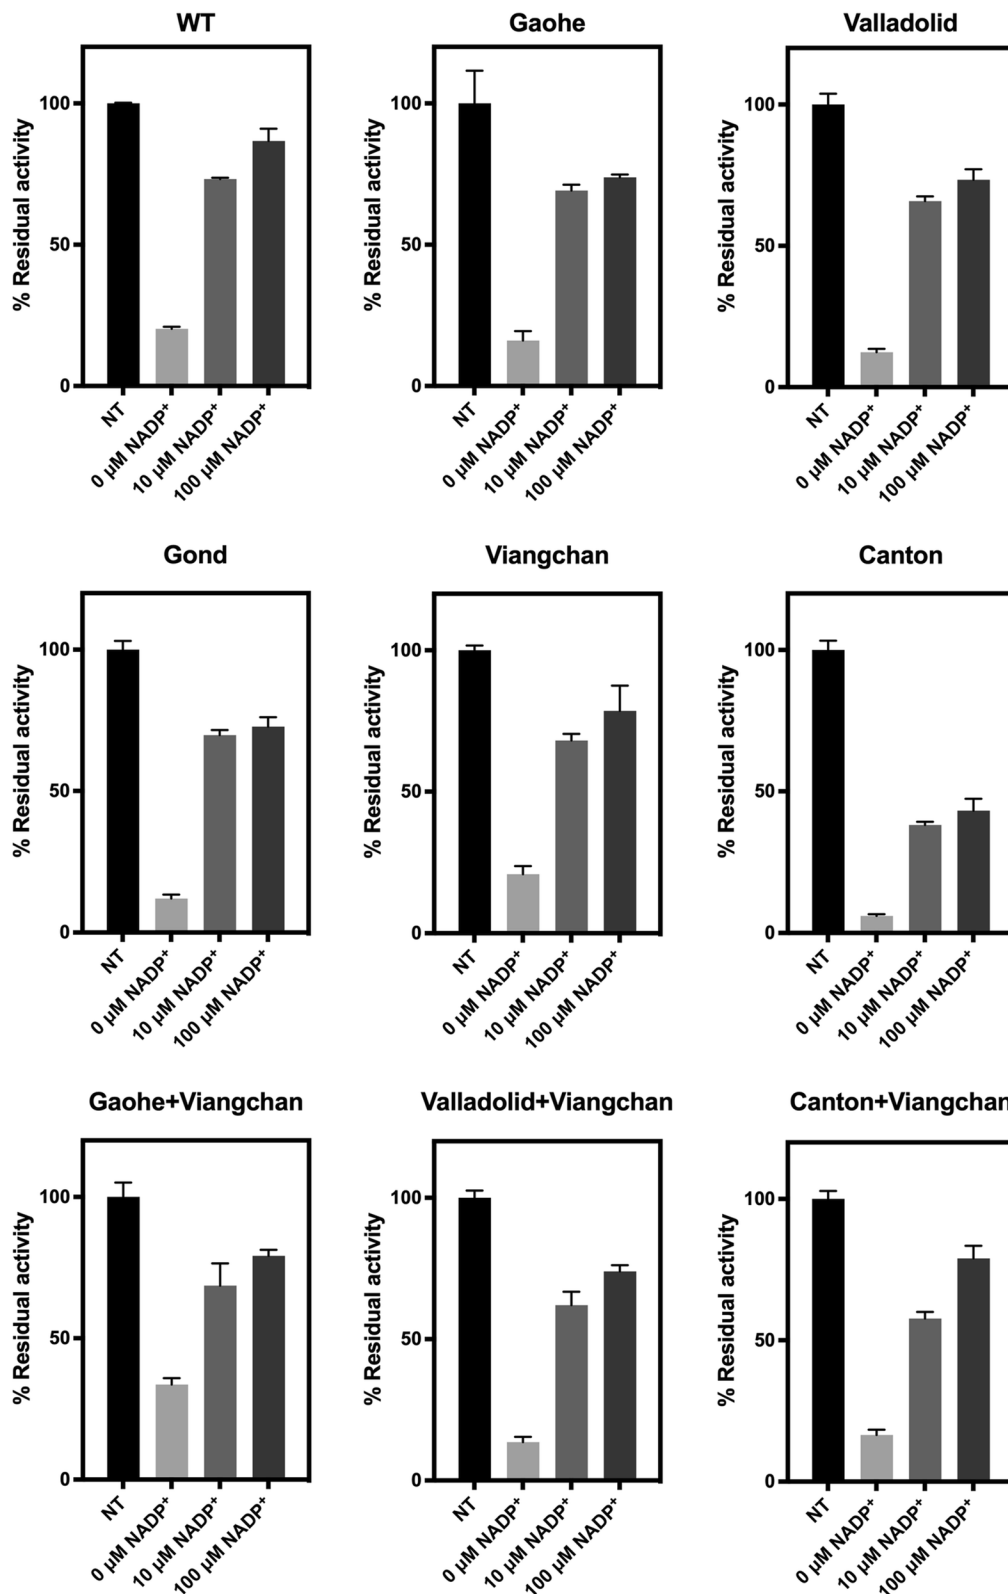 WT
% Residual activity
100
50
0
NT
0 µM NADP⁺
10 µM NADP⁺
100 µM NADP⁺
Gaohe
% Residual activity
100
50
0
NT
0 µM NADP⁺
10 µM NADP⁺
100 µM NADP⁺
Valladolid
% Residual activity
100
50
0
NT
0 µM NADP⁺
10 µM NADP⁺
100 µM NADP⁺
Gond
% Residual activity
100
50
0
NT
0 µM NADP⁺
10 µM NADP⁺
100 µM NADP⁺
Viangchan
% Residual activity
100
50
0
NT
0 µM NADP⁺
10 µM NADP⁺
100 µM NADP⁺
Canton
% Residual activity
100
50
0
NT
0 µM NADP⁺
10 µM NADP⁺
100 µM NADP⁺
Gaohe+Viangchan
% Residual activity
100
50
0
NT
0 µM NADP⁺
10 µM NADP⁺
100 µM NADP⁺
Valladolid+Viangchan
% Residual activity
100
50
0
NT
0 µM NADP⁺
10 µM NADP⁺
100 µM NADP⁺
Canton+Viangchan
% Residual activity
100
50
0
NT
0 µM NADP⁺
10 µM NADP⁺
100 µM NADP⁺